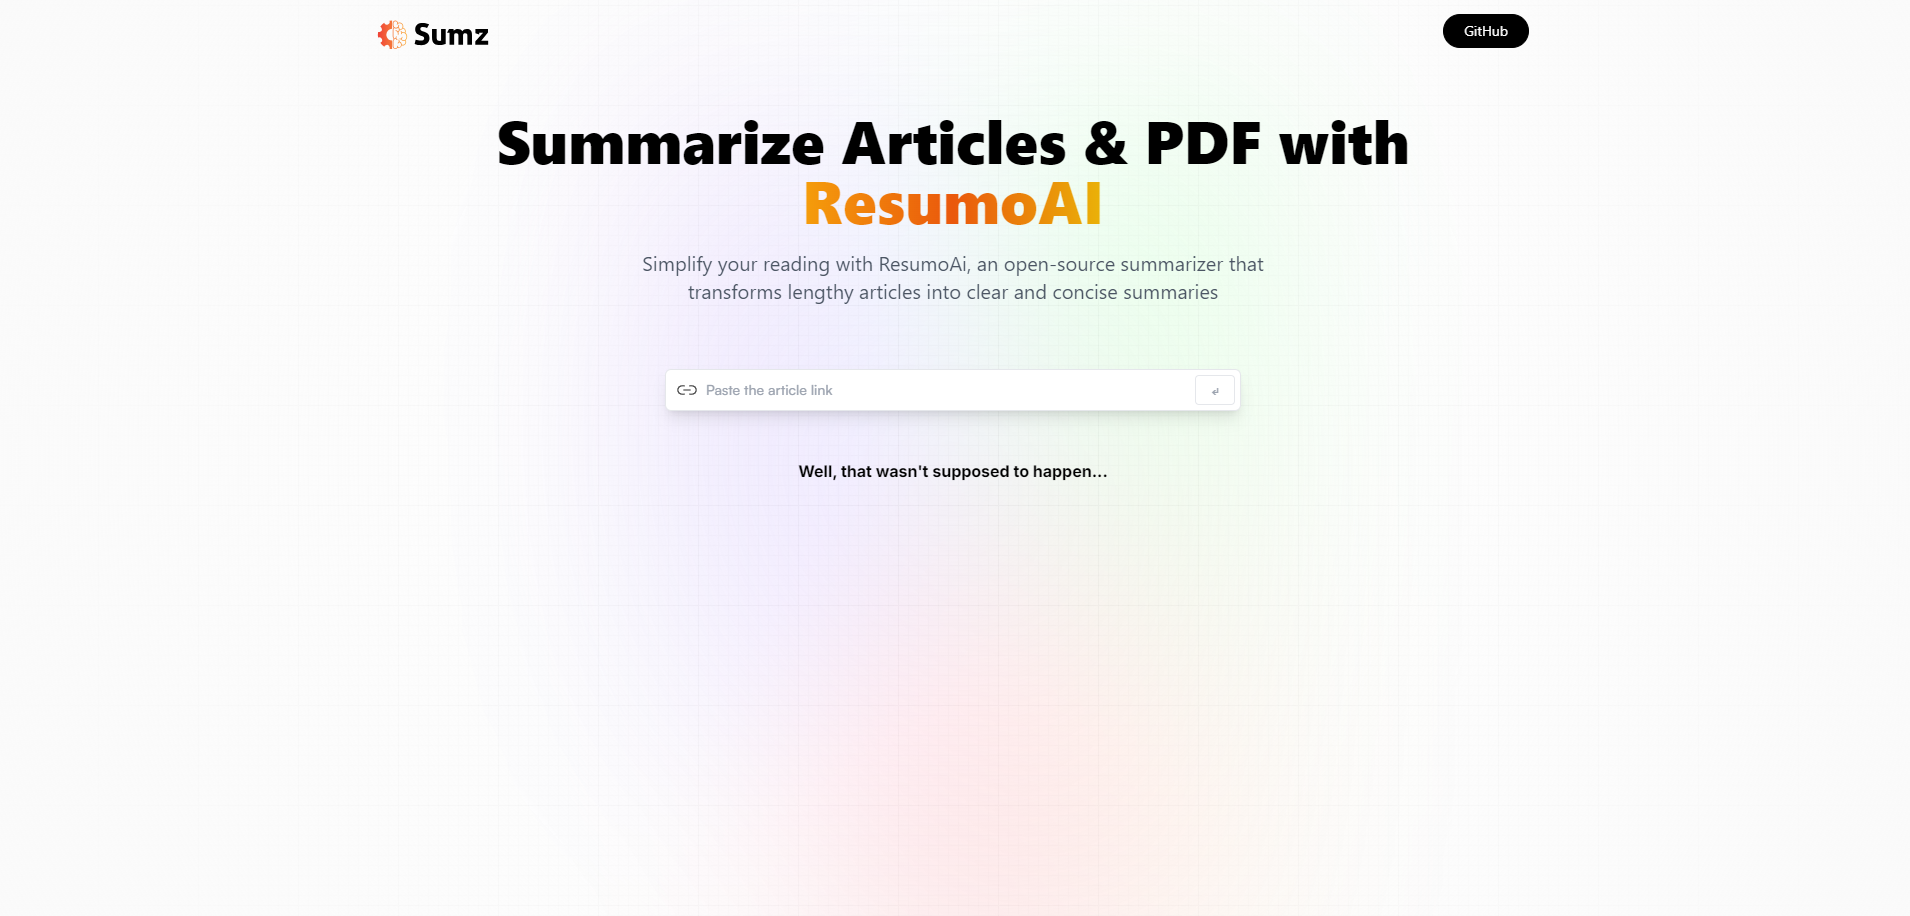 Sumz
GitHub
Summarize Articles & PDF with
ResumoAI
Simplify your reading with ResumoAi, an open-source summarizer that
transforms lengthy articles into clear and concise summaries
Paste the article link
↵
Well, that wasn't supposed to happen...